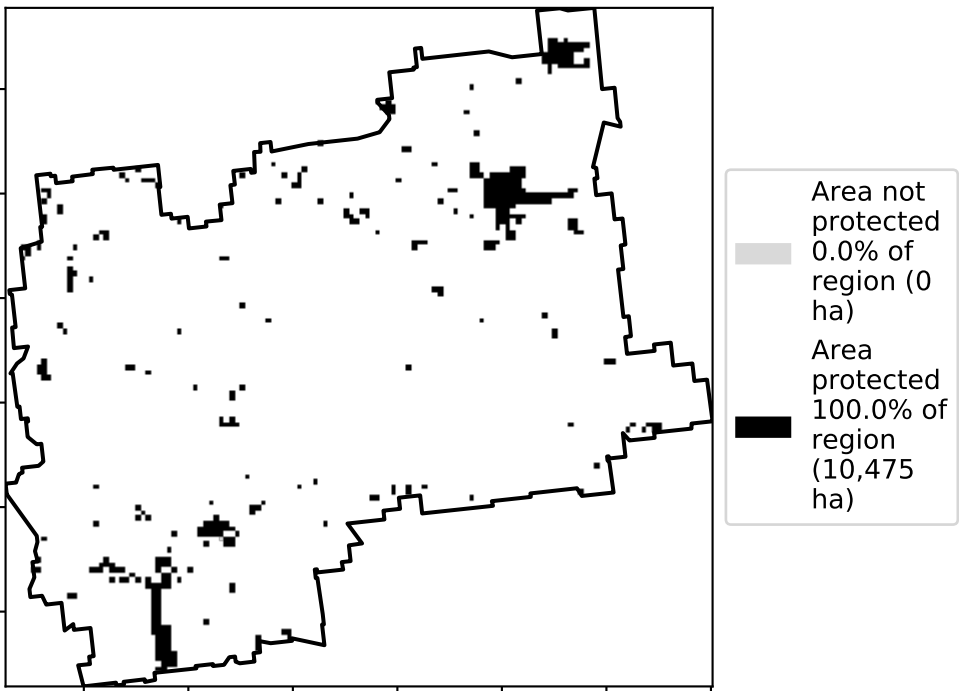 Area not
protected
0.0% of
region (0
ha)
Area
protected
100.0% of
region
(10,475
ha)